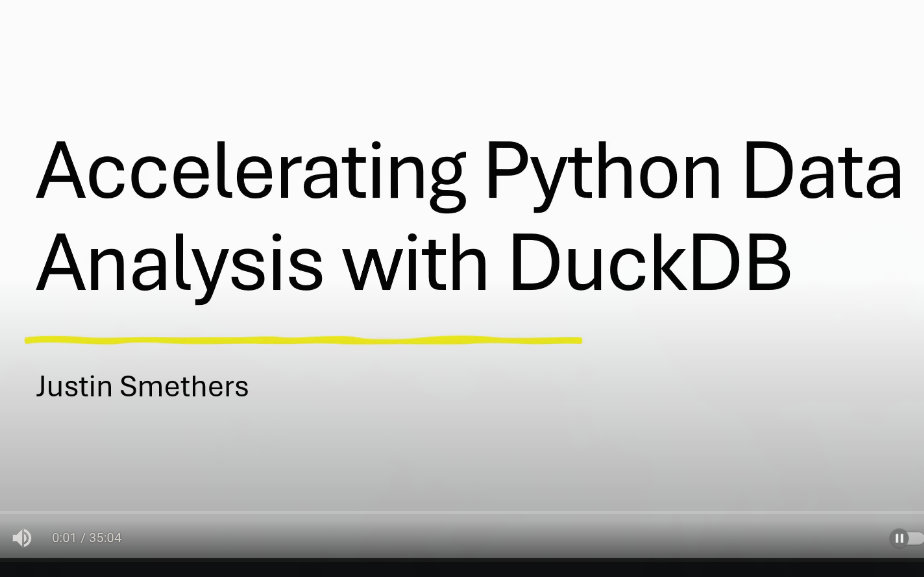 Accelerating Python Data
Analysis with DuckDB
Justin Smethers
0:01 / 35:04